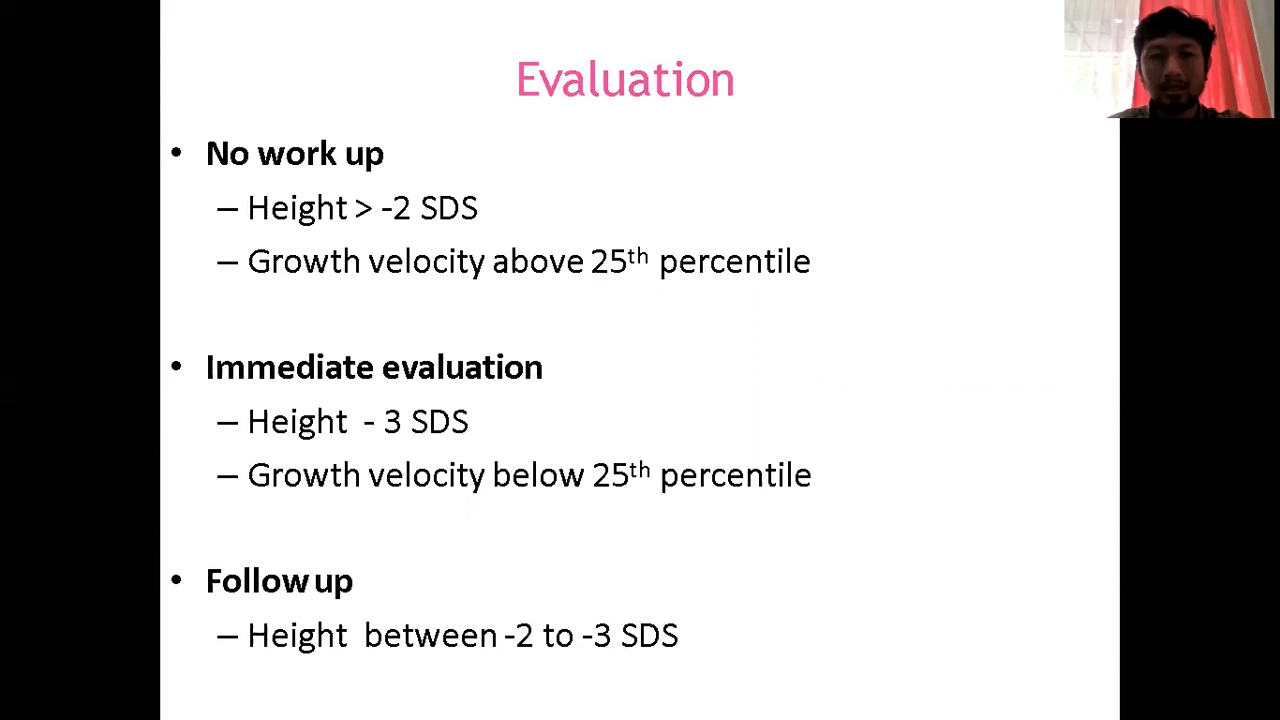 Evaluation
• No work up
– Height > -2 SDS
– Growth velocity above 25th percentile
• Immediate evaluation
– Height - 3 SDS
– Growth velocity below 25th percentile
• Follow up
– Height between -2 to -3 SDS